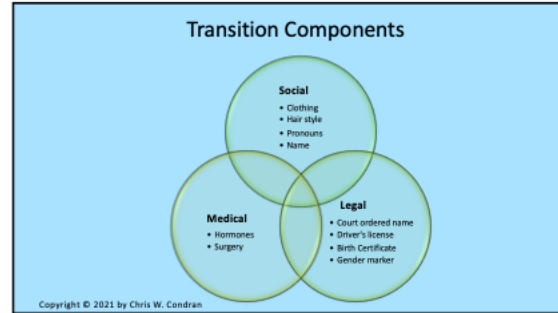 Transition Components
Social
• Clothing
• Hair style
• Pronouns
• Name
Medical
• Hormones
• Surgery
Legal
• Court ordered name
• Driver's license
• Birth Certificate
• Gender marker
Copyright © 2021 by Chris W. Condran